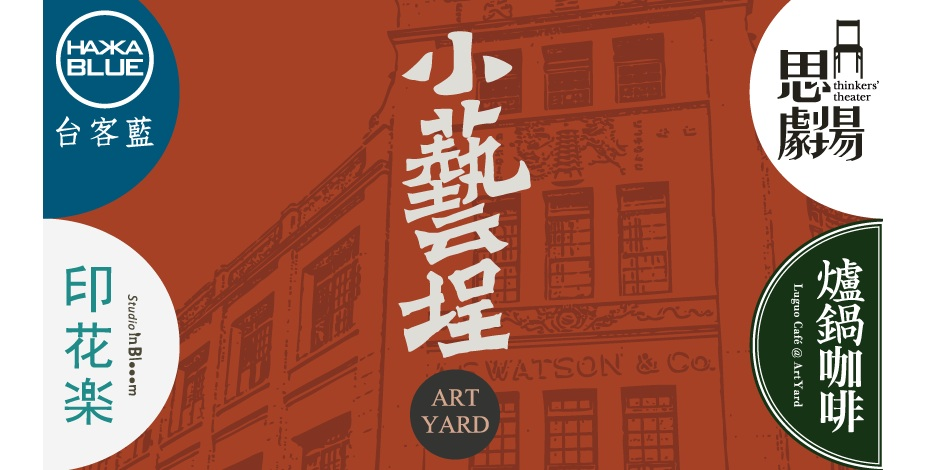 HAKKA
BLUE
台客藍
小藝埕
ART
YARD
思劇場
thinkers'
theater
印花楽
Studio in Blooom
爐鍋咖啡
Luguo Café @ ArtYard
WATSON & Co.